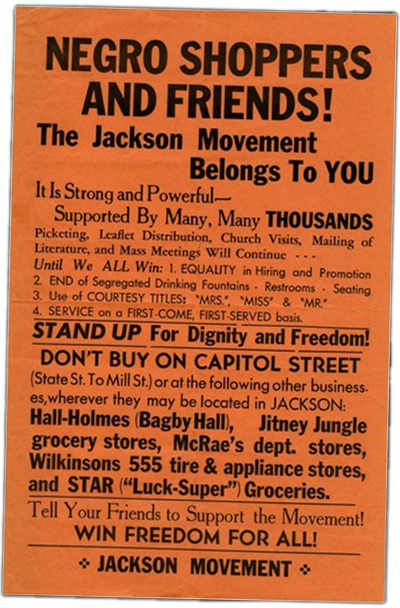 NEGRO SHOPPERS
AND FRIENDS!
The Jackson Movement
Belongs To YOU
It Is Strong and Powerful—
Supported By Many, Many THOUSANDS
Picketing, Leaflet Distribution, Church Visits, Mailing of
Literature, and Mass Meetings Will Continue - - -
Until We ALL Win: 1. EQUALITY in Hiring and Promotion
2. END of Segregated Drinking Fountains - Restrooms - Seating
3. Use of COURTESY TITLES: "MRS.", "MISS" & "MR."
4. SERVICE on a FIRST-COME, FIRST-SERVED basis.
STAND UP For Dignity and Freedom!
DON'T BUY ON CAPITOL STREET
(State St. To Mill St.) or at the following other business-
es, wherever they may be located in JACKSON:
Hall-Holmes (Bagby Hall), Jitney Jungle
grocery stores, McRae's dept. stores,
Wilkinsons 555 tire & appliance stores,
and STAR ("Luck-Super") Groceries.
Tell Your Friends to Support the Movement!
WIN FREEDOM FOR ALL!
❖ JACKSON MOVEMENT ❖